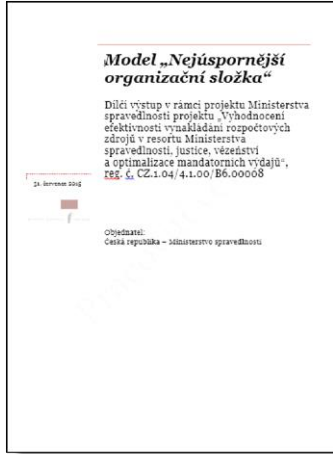 Model „Nejúspornější
organizační složka“
Dílčí výstup v rámci projektu Ministerstva
spravedlnosti projektu „Vyhodnocení
efektivnosti vynakládání rozpočtových
zdrojů v resortu Ministerstva
spravedlnosti, justice, vězeňství
a optimalizace mandatorních výdajů“,
reg. č. CZ.1.04/4.1.00/B6.00008
31. červenec 2015
Objednatel:
Česká republika – Ministerstvo spravedlnosti